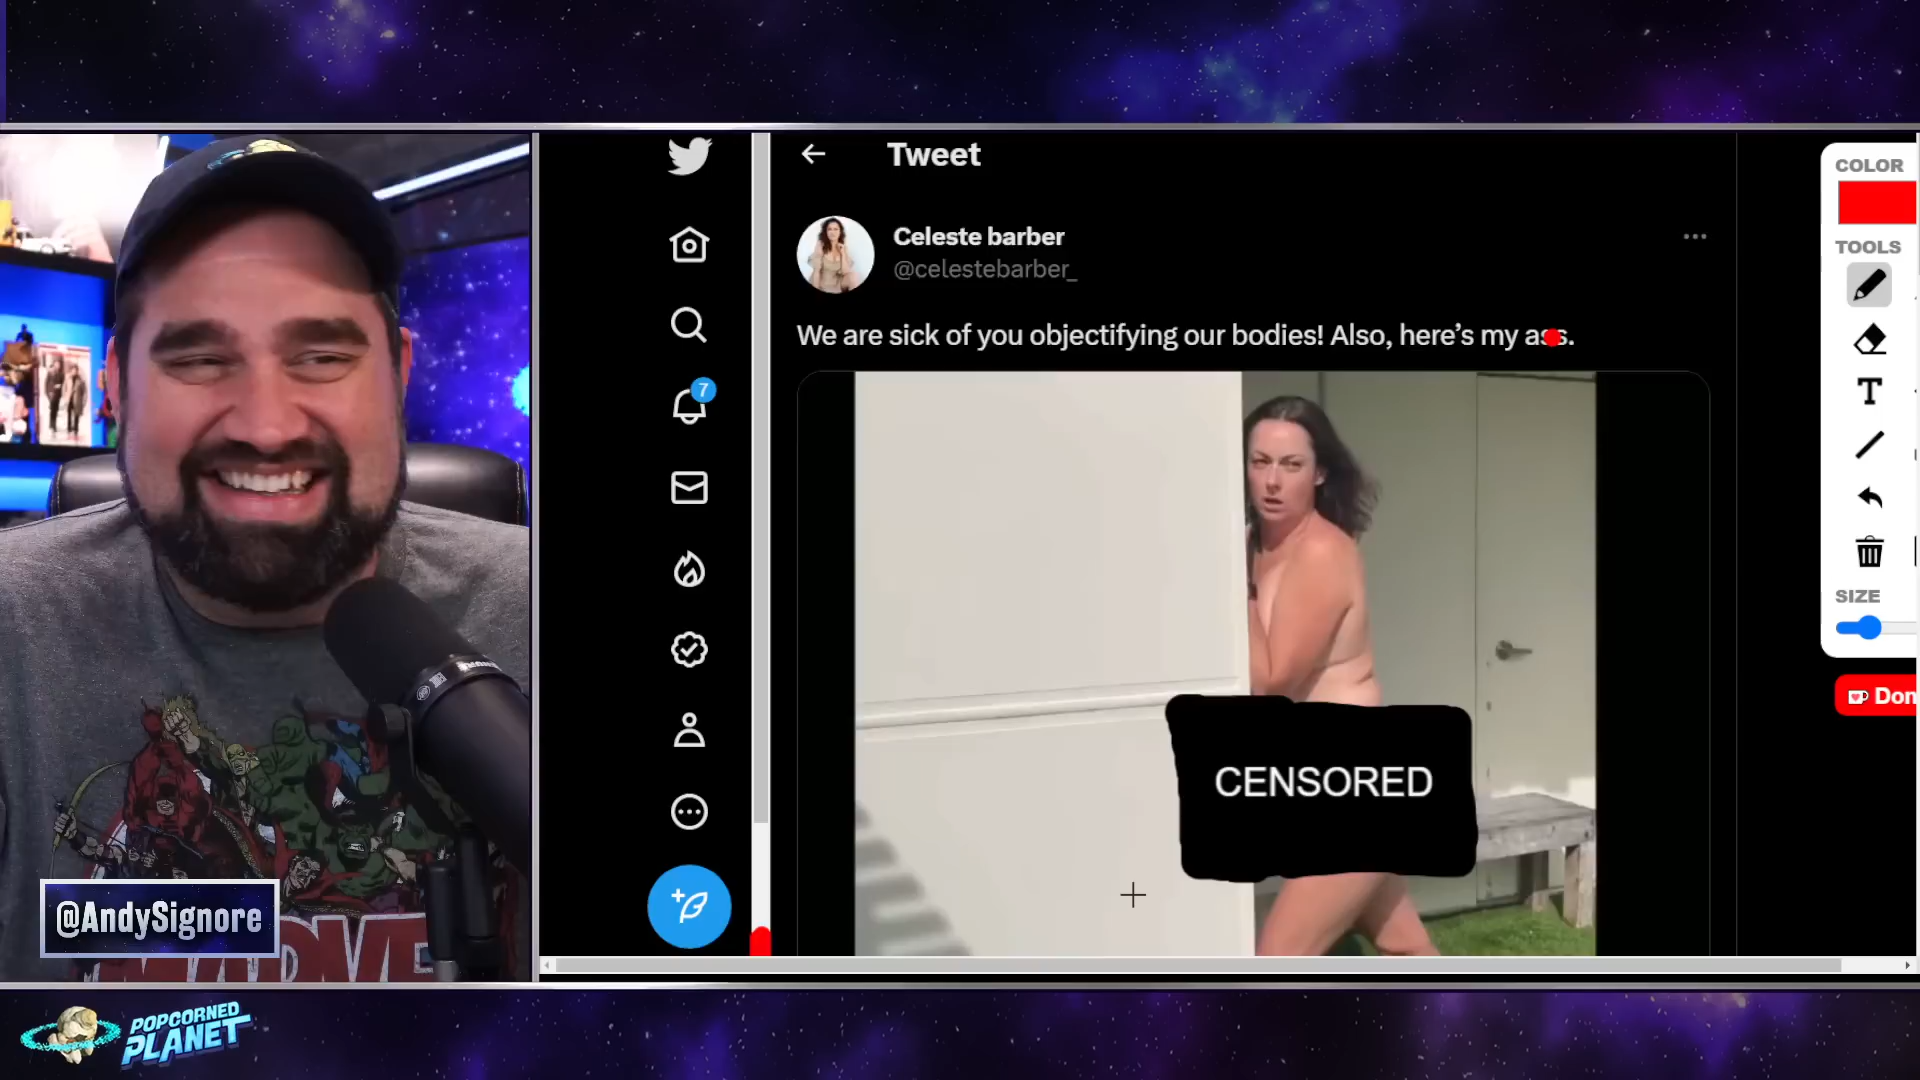 Tweet
Celeste barber
@celestebarber_
We are sick of you objectifying our bodies! Also, here's my ass.
7
CENSORED
COLOR
TOOLS
T
SIZE
Don
@AndySignore
POPCORNED
PLANET